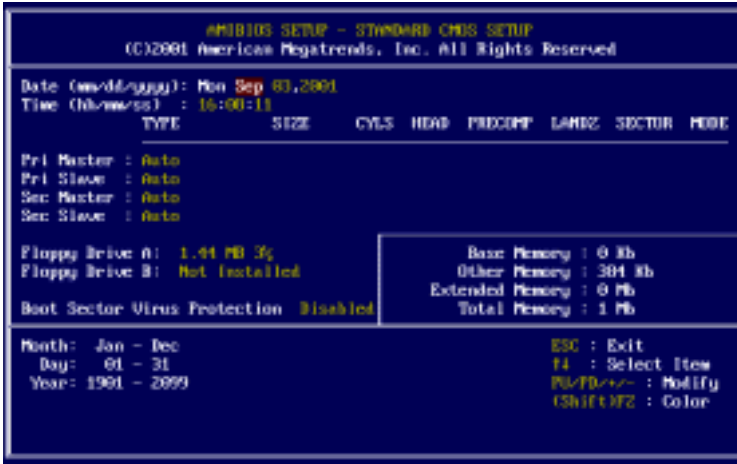 AMIBIOS SETUP - STANDARD CMOS SETUP
(C)2001 American Megatrends, Inc. All Rights Reserved
Date (mm/dd/yyyy): Mon Sep 03,2001
Time (hh/mm/ss) : 16:00:11
TYPE SIZE CYLS HEAD PRECOMP LANDZ SECTOR MODE
Pri Master : Auto
Pri Slave : Auto
Sec Master : Auto
Sec Slave : Auto
Floppy Drive A: 1.44 MB 3½
Floppy Drive B: Not Installed
Boot Sector Virus Protection Disabled
Base Memory : 0 Kb
Other Memory : 384 Kb
Extended Memory : 0 Mb
Total Memory : 1 Mb
Month: Jan - Dec
Day: 01 - 31
Year: 1901 - 2099
ESC : Exit
↑↓ : Select Item
PU/PD/+/- : Modify
(Shift)F2 : Color